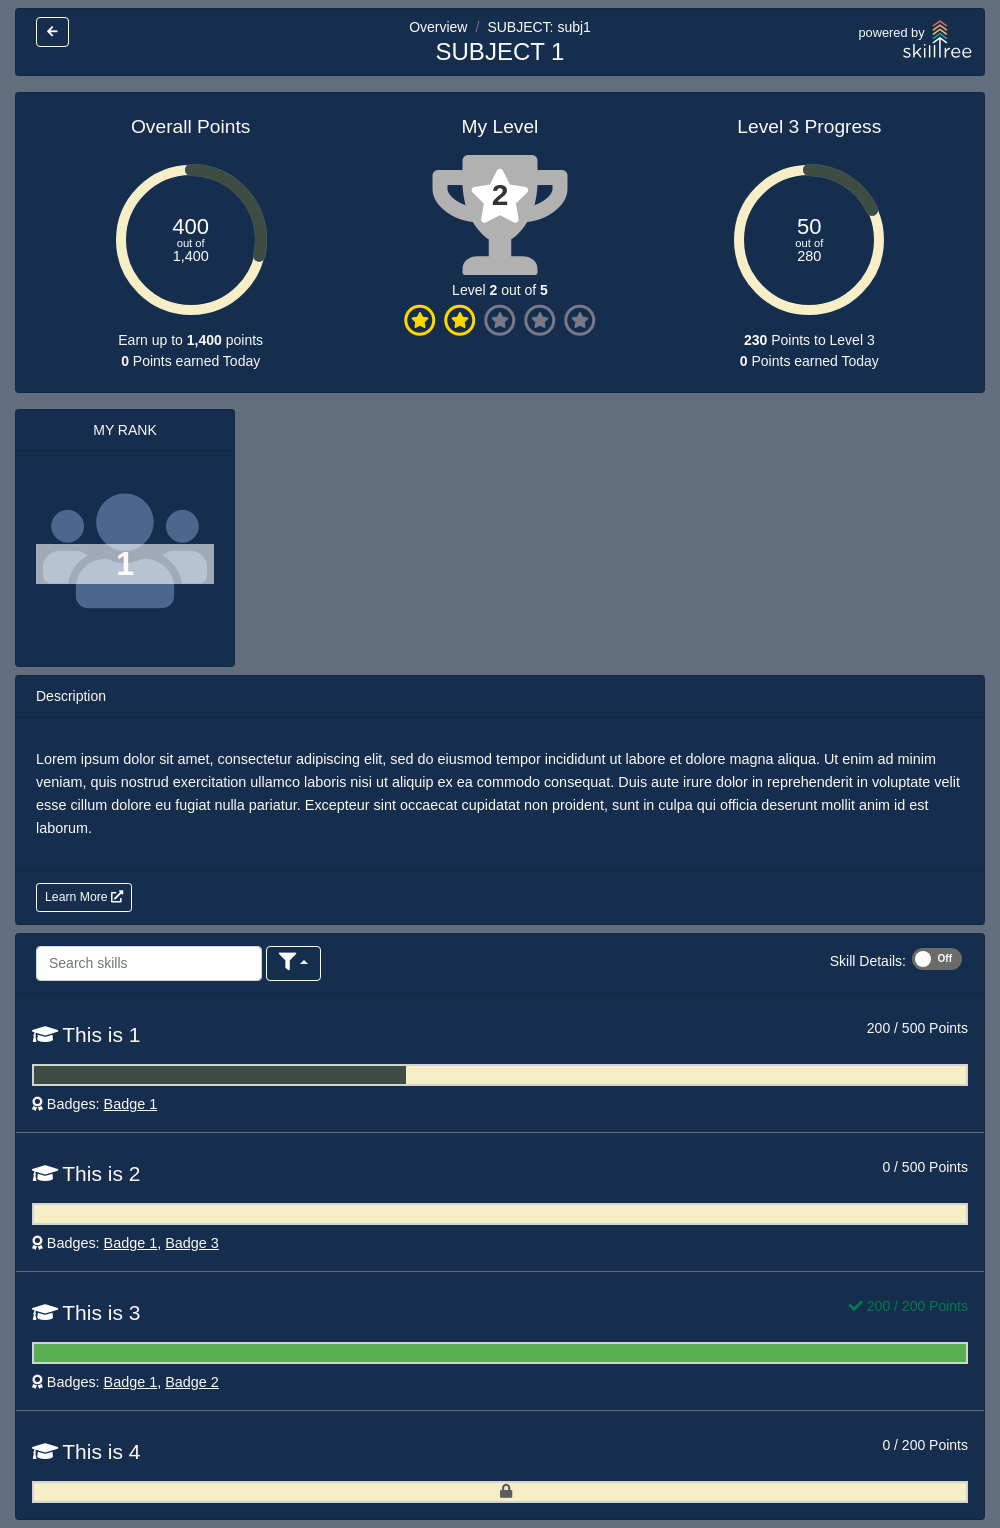 Overview / SUBJECT: subj1
SUBJECT 1
powered by
skilltree
Overall Points
400
out of
1,400
Earn up to 1,400 points
0 Points earned Today
My Level
2
Level 2 out of 5
Level 3 Progress
50
out of
280
230 Points to Level 3
0 Points earned Today
MY RANK
1
Description
Lorem ipsum dolor sit amet, consectetur adipiscing elit, sed do eiusmod tempor incididunt ut labore et dolore magna aliqua. Ut enim ad minim
veniam, quis nostrud exercitation ullamco laboris nisi ut aliquip ex ea commodo consequat. Duis aute irure dolor in reprehenderit in voluptate velit
esse cillum dolore eu fugiat nulla pariatur. Excepteur sint occaecat cupidatat non proident, sunt in culpa qui officia deserunt mollit anim id est
laborum.
Learn More
Search skills
Skill Details: Off
This is 1
200 / 500 Points
Badges: Badge 1
This is 2
0 / 500 Points
Badges: Badge 1, Badge 3
This is 3
200 / 200 Points
Badges: Badge 1, Badge 2
This is 4
0 / 200 Points